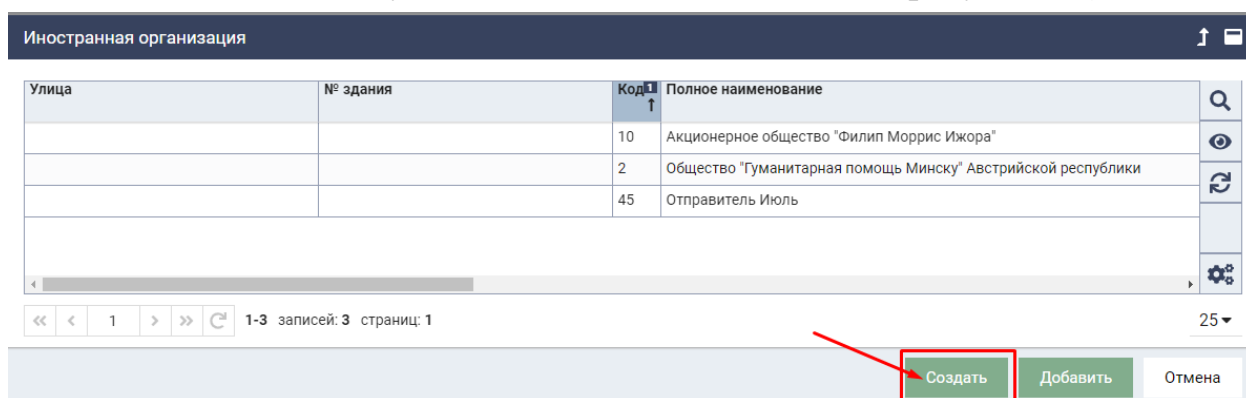 Иностранная организация
Улица № здания Код 1 ↑ Полное наименование
10 Акционерное общество "Филип Моррис Ижора"
2 Общество "Гуманитарная помощь Минску" Австрийской республики
45 Отправитель Июль
1 1-3 записей: 3 страниц: 1 25
Создать Добавить Отмена